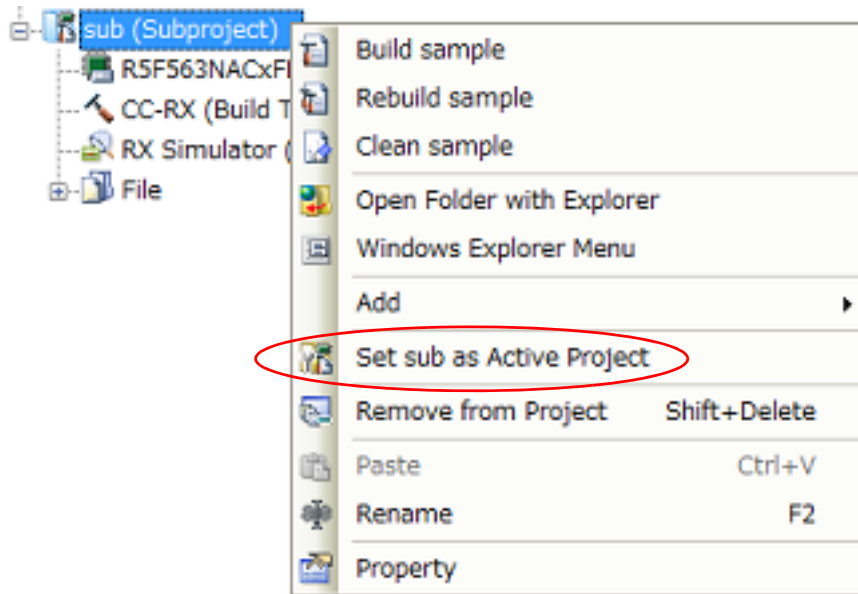 sub (Subproject)
R5F563NACxF
CC-RX (Build T
RX Simulator (
File
Build sample
Rebuild sample
Clean sample
Open Folder with Explorer
Windows Explorer Menu
Add
Set sub as Active Project
Remove from Project Shift+Delete
Paste Ctrl+V
Rename F2
Property